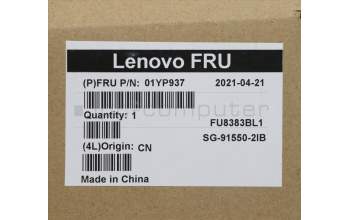 Lenovo FRU
(P)FRU P/N: 01YP937 2021-04-21
Quantity: 1 FU8383BL1
SG-91550-2IB
(4L)Origin: CN
Made in China